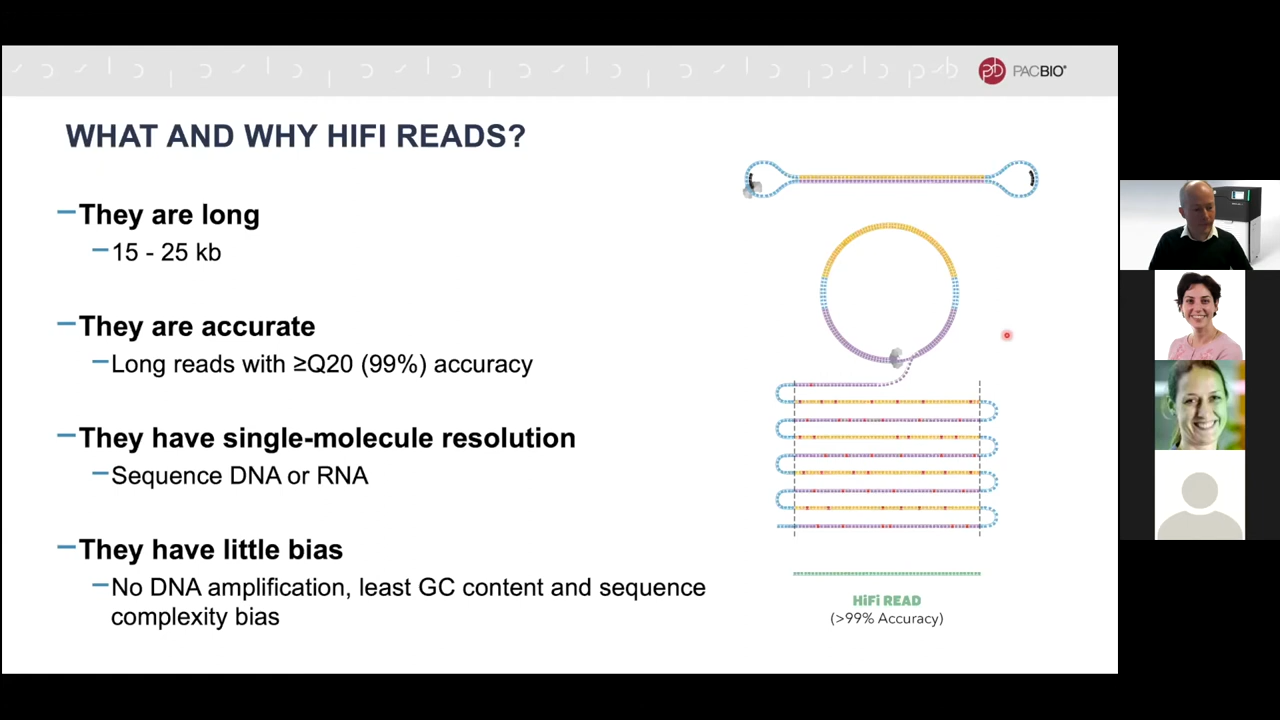 PACBIO®
WHAT AND WHY HIFI READS?
They are long
15 - 25 kb
They are accurate
Long reads with ≥Q20 (99%) accuracy
They have single-molecule resolution
Sequence DNA or RNA
They have little bias
No DNA amplification, least GC content and sequence
complexity bias
HiFi READ
(>99% Accuracy)